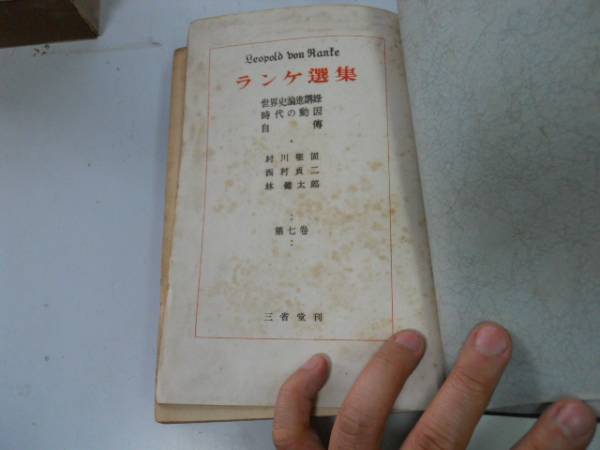 Leopold von Ranke
ランケ選集
世界史論進講錄
時代の動因
自傳
村川堅固
西村貞二
林健太郎
第七卷
三省堂刊